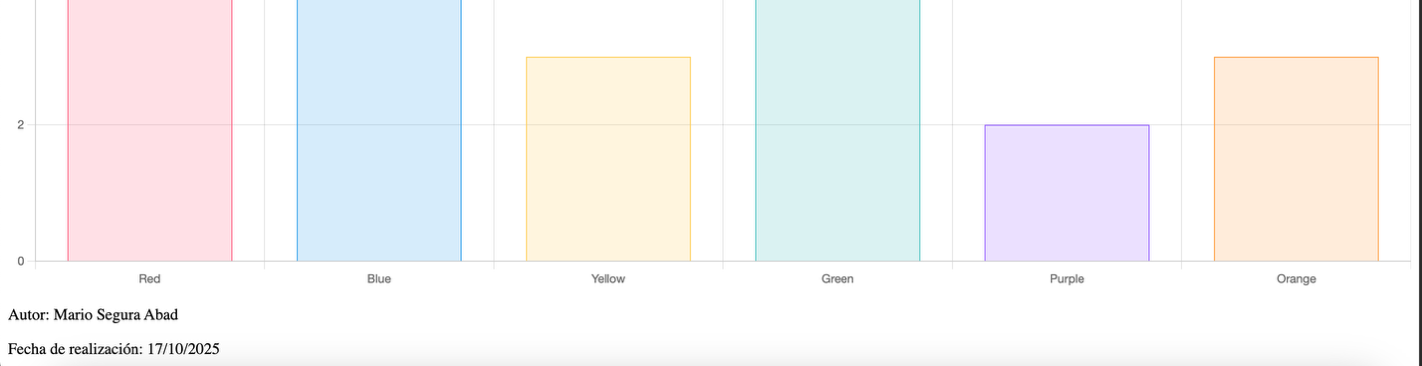 2
0
Red Blue Yellow Green Purple Orange
Autor: Mario Segura Abad
Fecha de realización: 17/10/2025